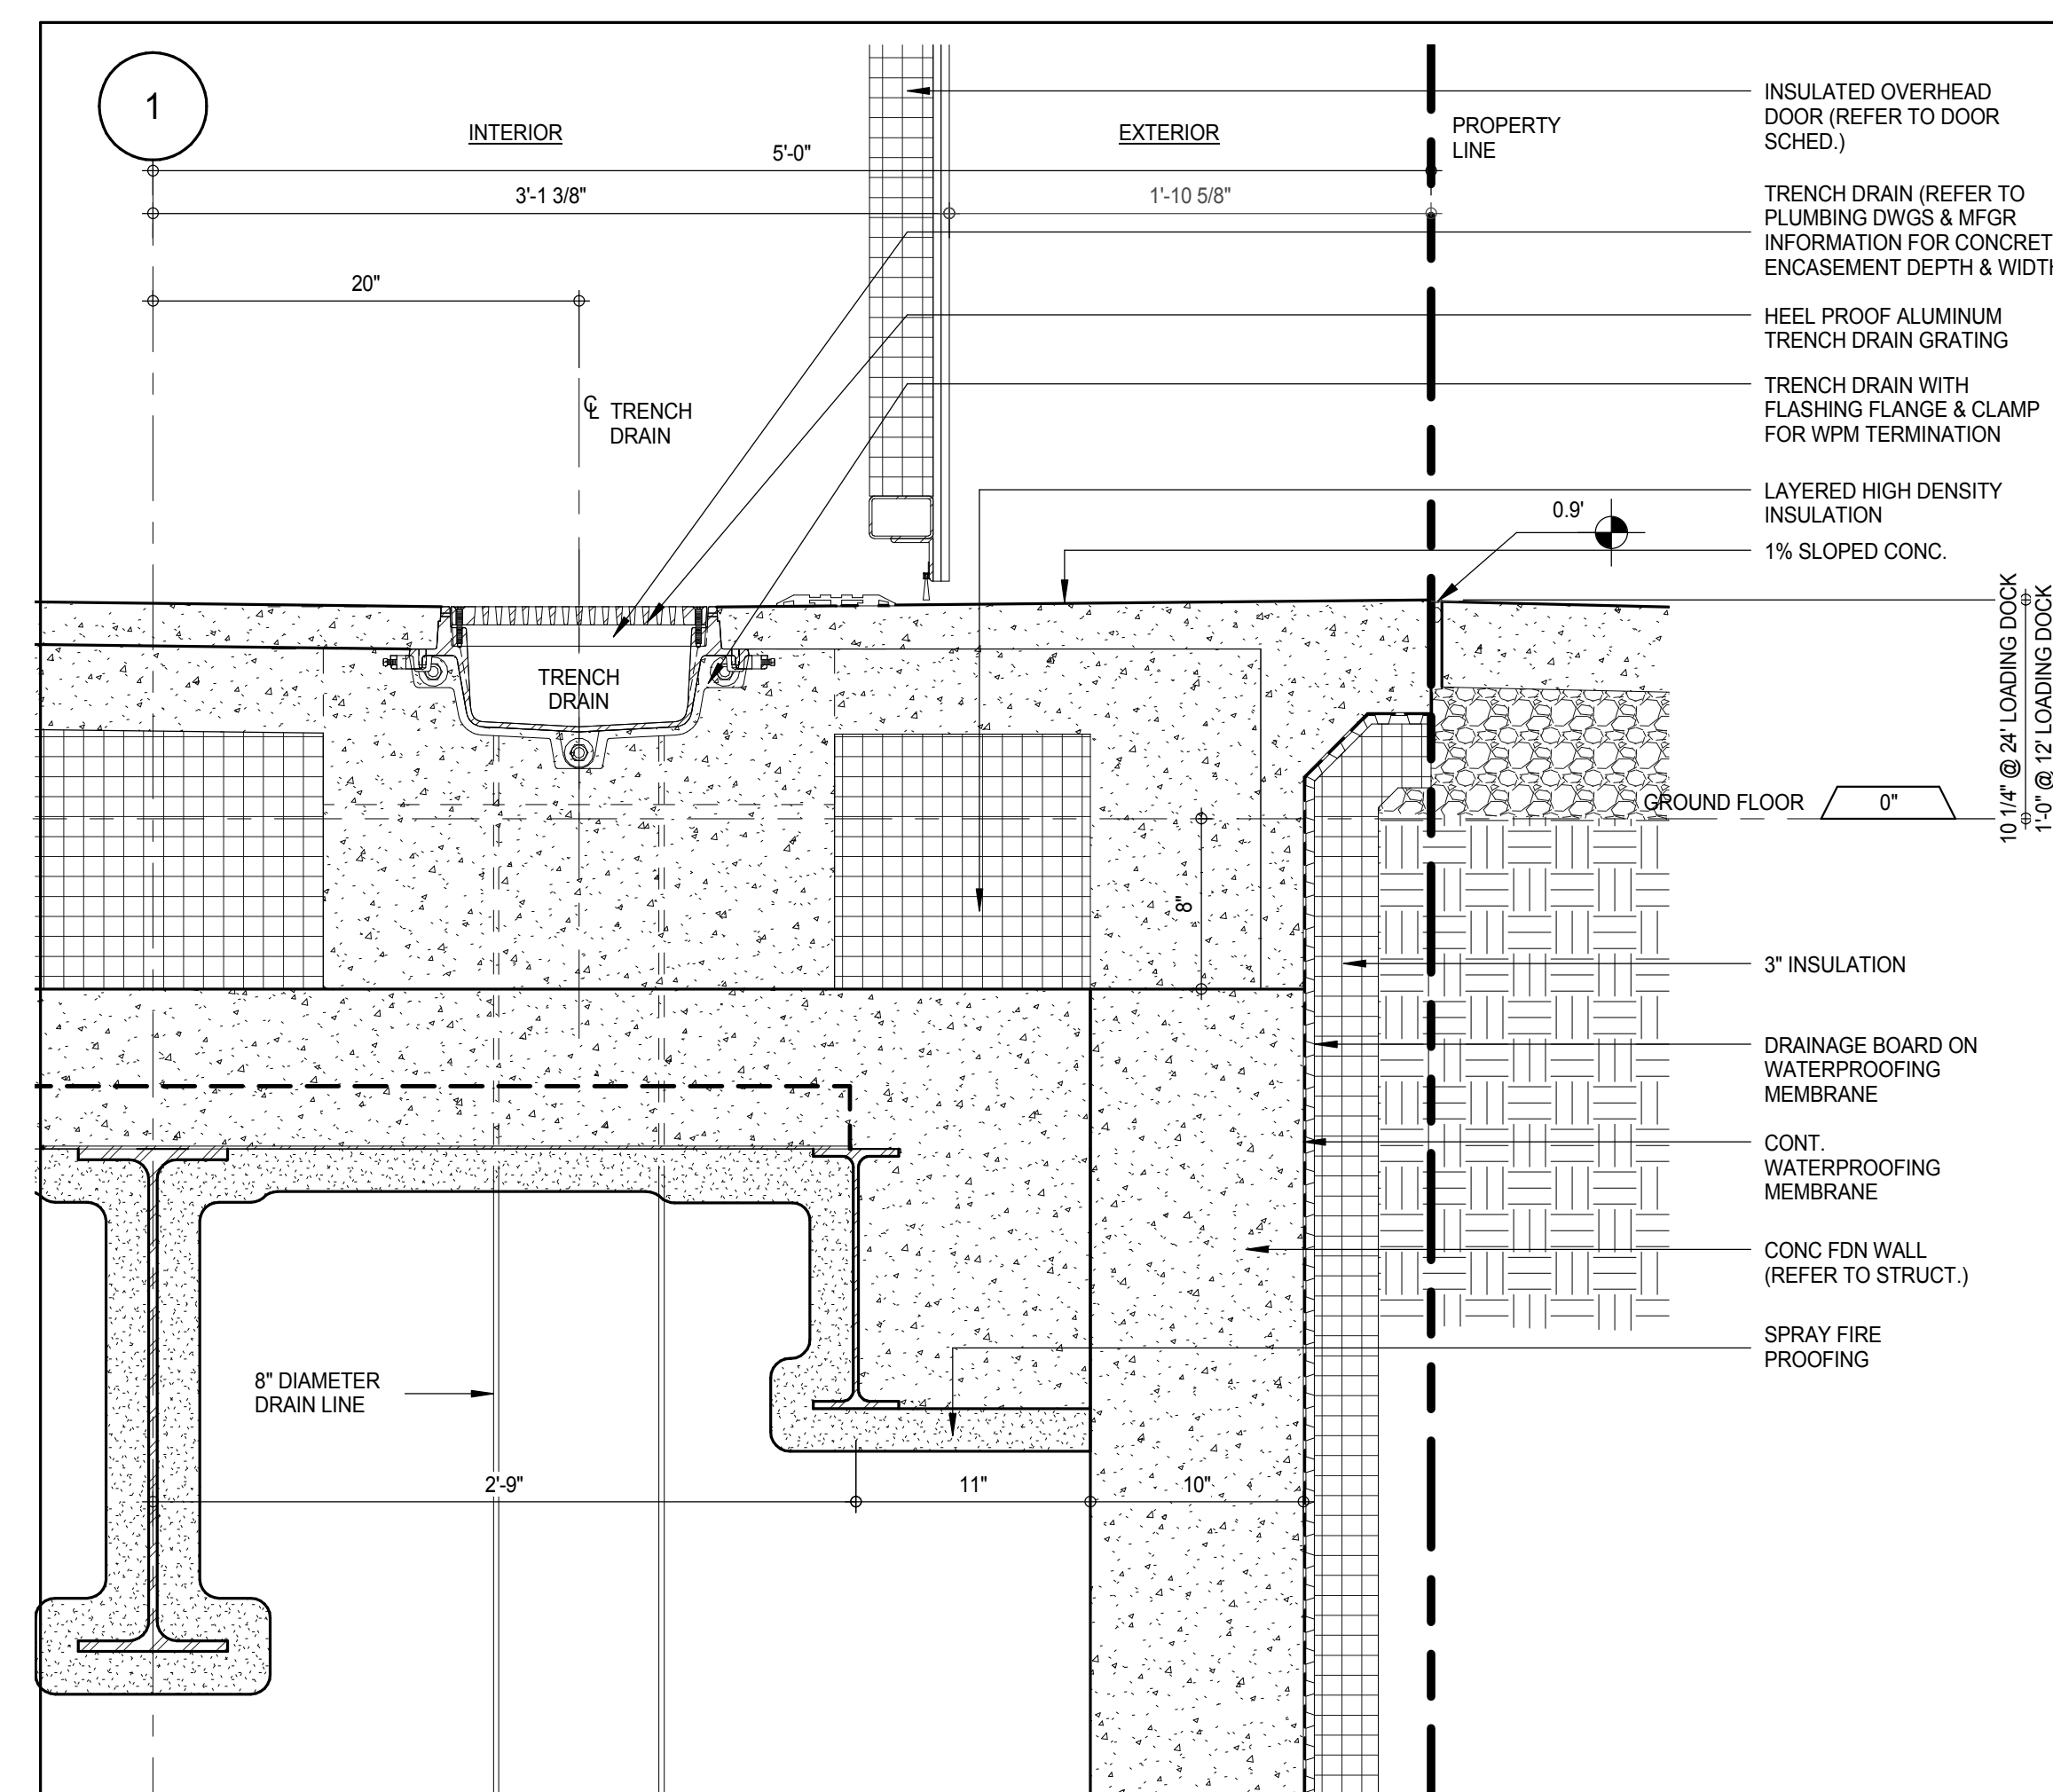 1
INTERIOR
EXTERIOR
PROPERTY
LINE
5'-0"
3'-1 3/8"
1'-10 5/8"
20"
℄ TRENCH
DRAIN
INSULATED OVERHEAD
DOOR (REFER TO DOOR
SCHED.)
TRENCH DRAIN (REFER TO
PLUMBING DWGS & MFGR
INFORMATION FOR CONCRET
ENCASEMENT DEPTH & WIDTH
HEEL PROOF ALUMINUM
TRENCH DRAIN GRATING
TRENCH DRAIN WITH
FLASHING FLANGE & CLAMP
FOR WPM TERMINATION
LAYERED HIGH DENSITY
INSULATION
0.9'
1% SLOPED CONC.
TRENCH
DRAIN
10 1/4" @ 24' LOADING DOCK
1'-0" @ 12' LOADING DOCK
GROUND FLOOR
0"
8"
3" INSULATION
DRAINAGE BOARD ON
WATERPROOFING
MEMBRANE
CONT.
WATERPROOFING
MEMBRANE
CONC FDN WALL
(REFER TO STRUCT.)
SPRAY FIRE
PROOFING
8" DIAMETER
DRAIN LINE
2'-9"
11"
10"